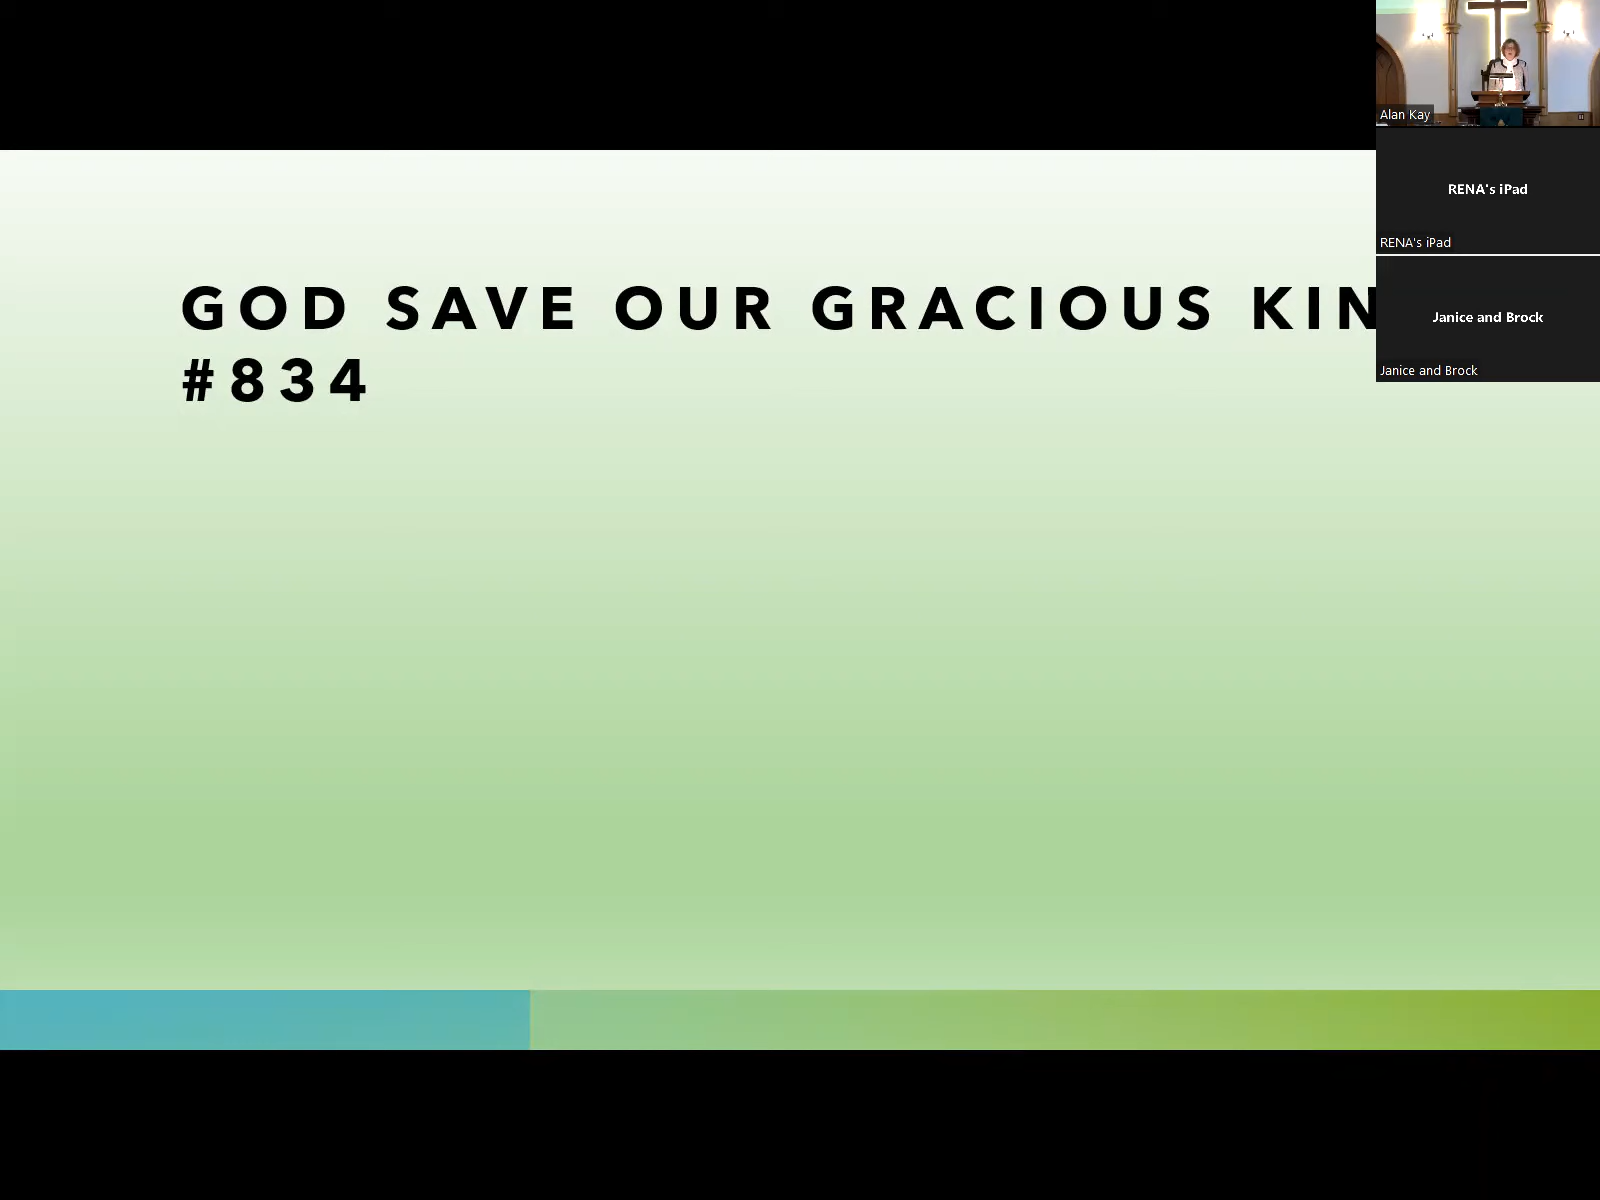 GOD SAVE OUR GRACIOUS KIN
#834
Alan Kay
RENA's iPad
RENA's iPad
Janice and Brock
Janice and Brock